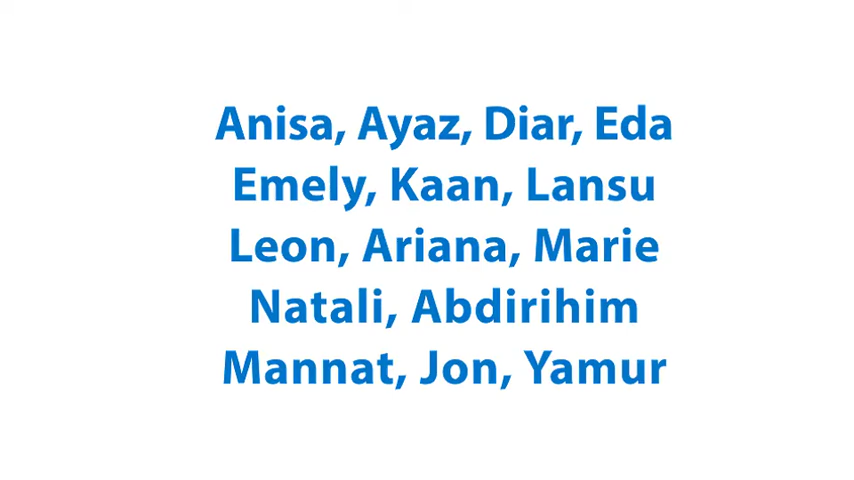 Anisa, Ayaz, Diar, Eda
Emely, Kaan, Lansu
Leon, Ariana, Marie
Natali, Abdirihim
Mannat, Jon, Yamur